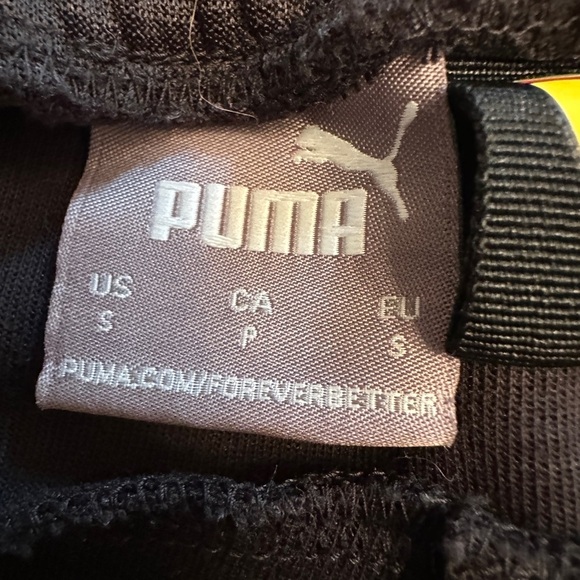 PUMA
US CA EU
S P S
PUMA.COM/FOREVERBETTER